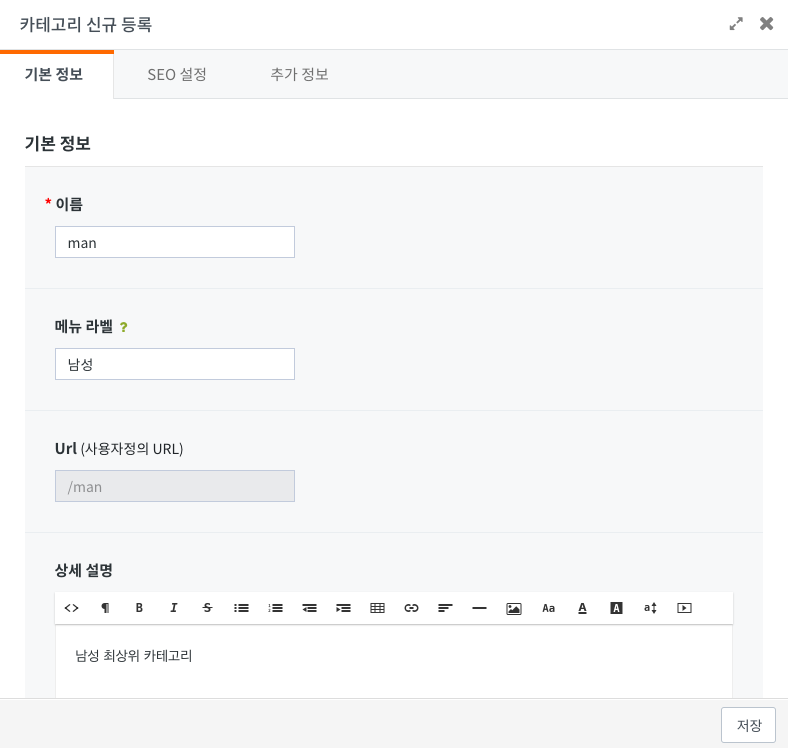 카테고리 신규 등록
기본 정보 SEO 설정 추가 정보
기본 정보
* 이름
man
메뉴 라벨 ?
남성
Url (사용자정의 URL)
/man
상세 설명
<> ¶ B I S Aa A A a
남성 최상위 카테고리
저장